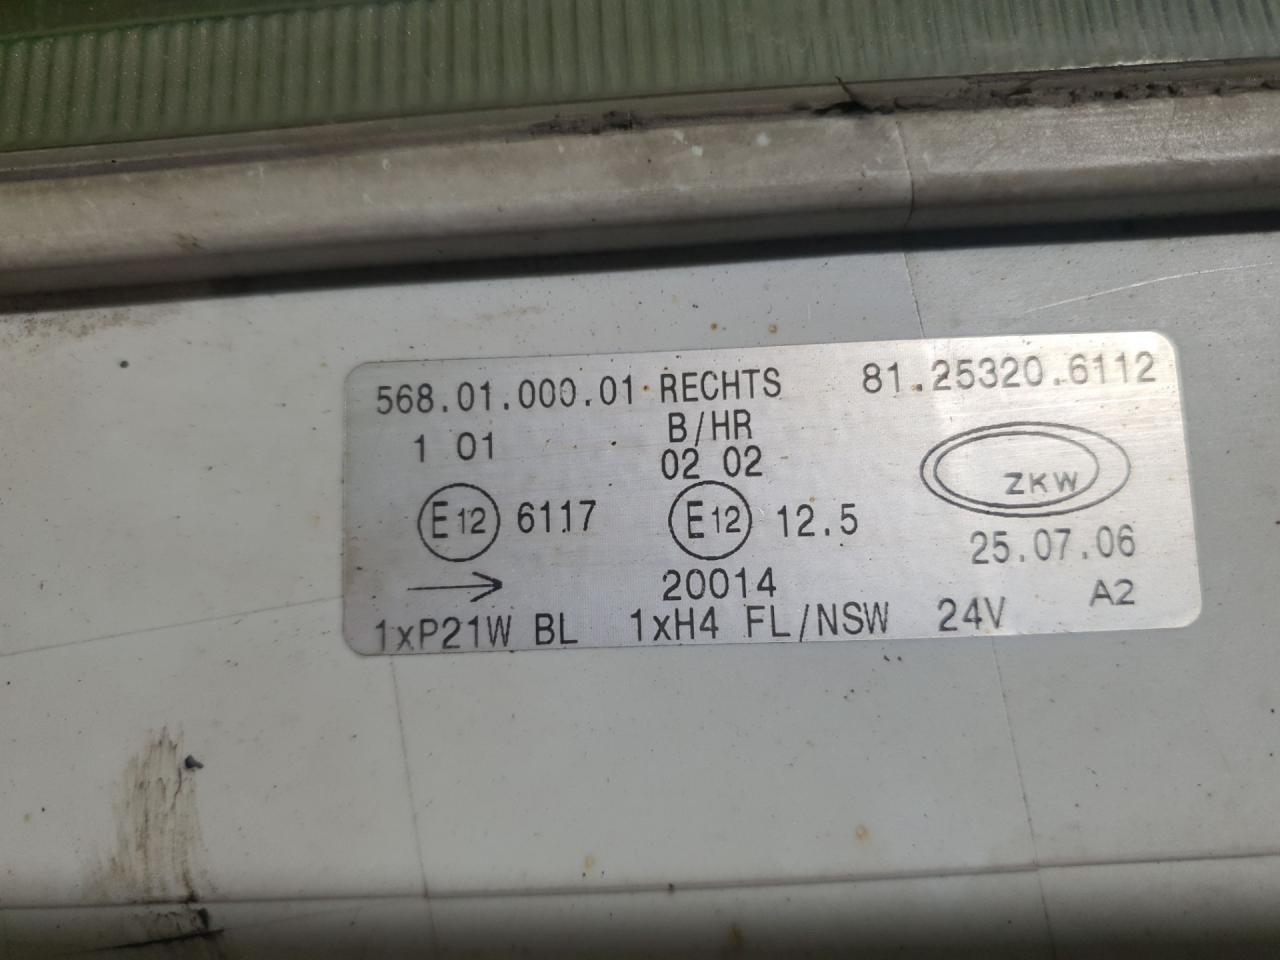 568.01.000.01 RECHTS 81.25320.6112
1 01 B/HR
02 02
ZKW
E12 6117 E12 12.5
25.07.06
20014 A2
1xP21W BL 1xH4 FL/NSW 24V